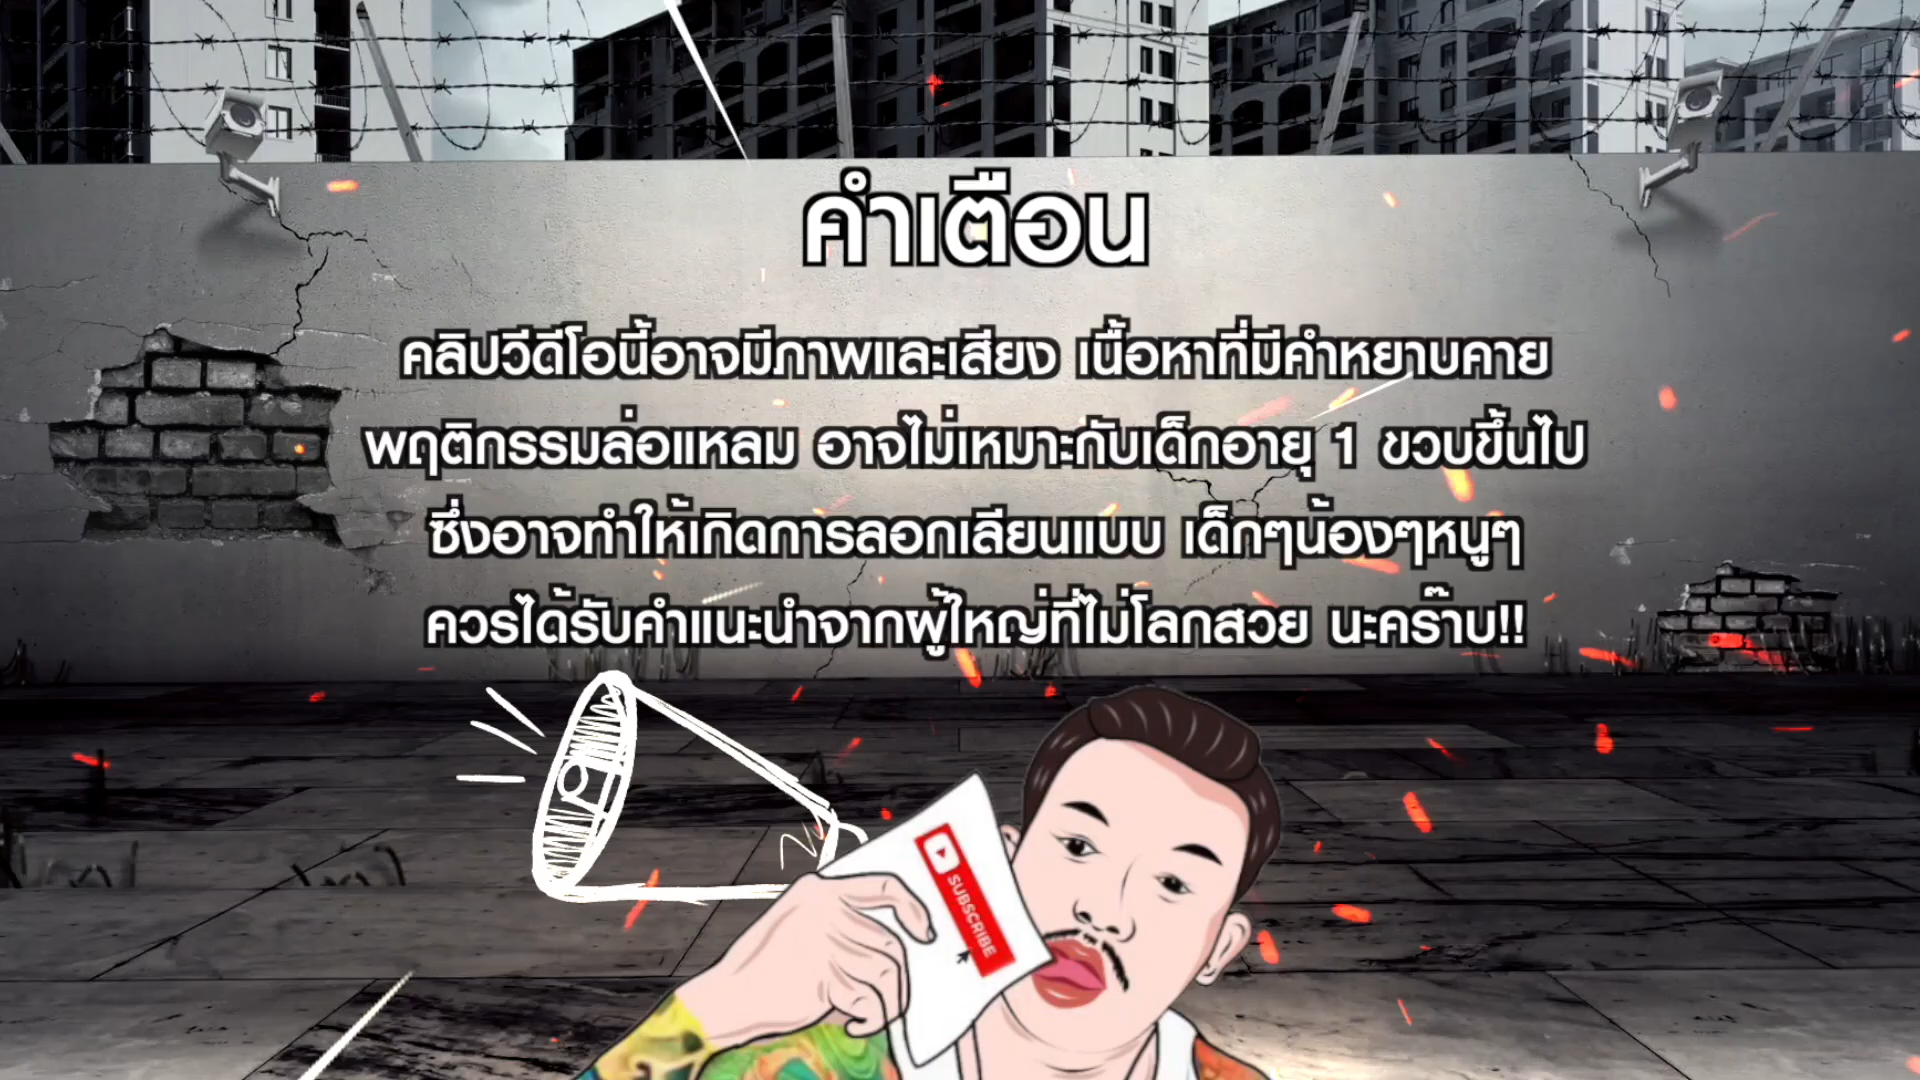 คำเตือน
คลิปวีดีโอนี้อาจมีภาพและเสียง เนื้อหาที่มีคำหยาบคาย
พฤติกรรมล่อแหลม อาจไม่เหมาะกับเด็กอายุ 1 ขวบขึ้นไป
ซึ่งอาจทำให้เกิดการลอกเลียนแบบ เด็กๆน้องๆหนูๆ
ควรได้รับคำแนะนำจากผู้ใหญ่ที่ไม่โลกสวย นะคร๊าบ!!
SUBSCRIBE